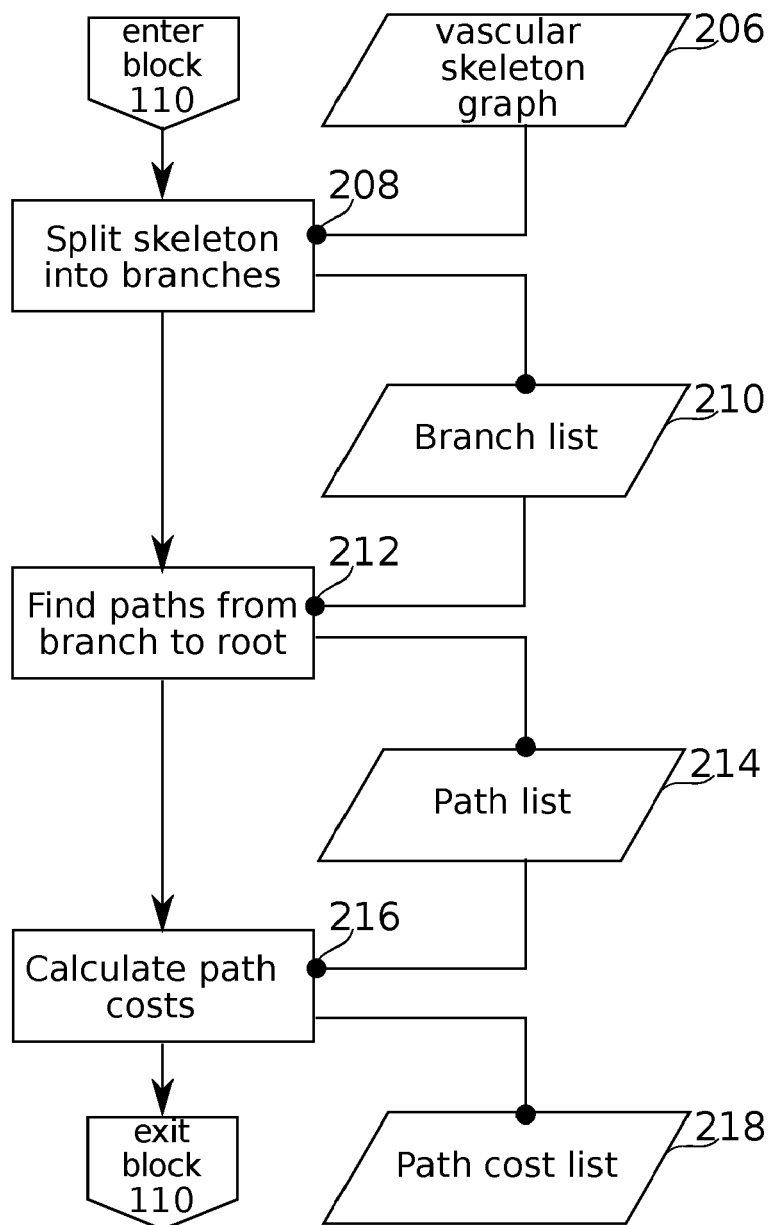 enter
block
110
vascular
skeleton
graph
206
208
Split skeleton
into branches
210
Branch list
212
Find paths from
branch to root
214
Path list
216
Calculate path
costs
218
exit
block
110
Path cost list